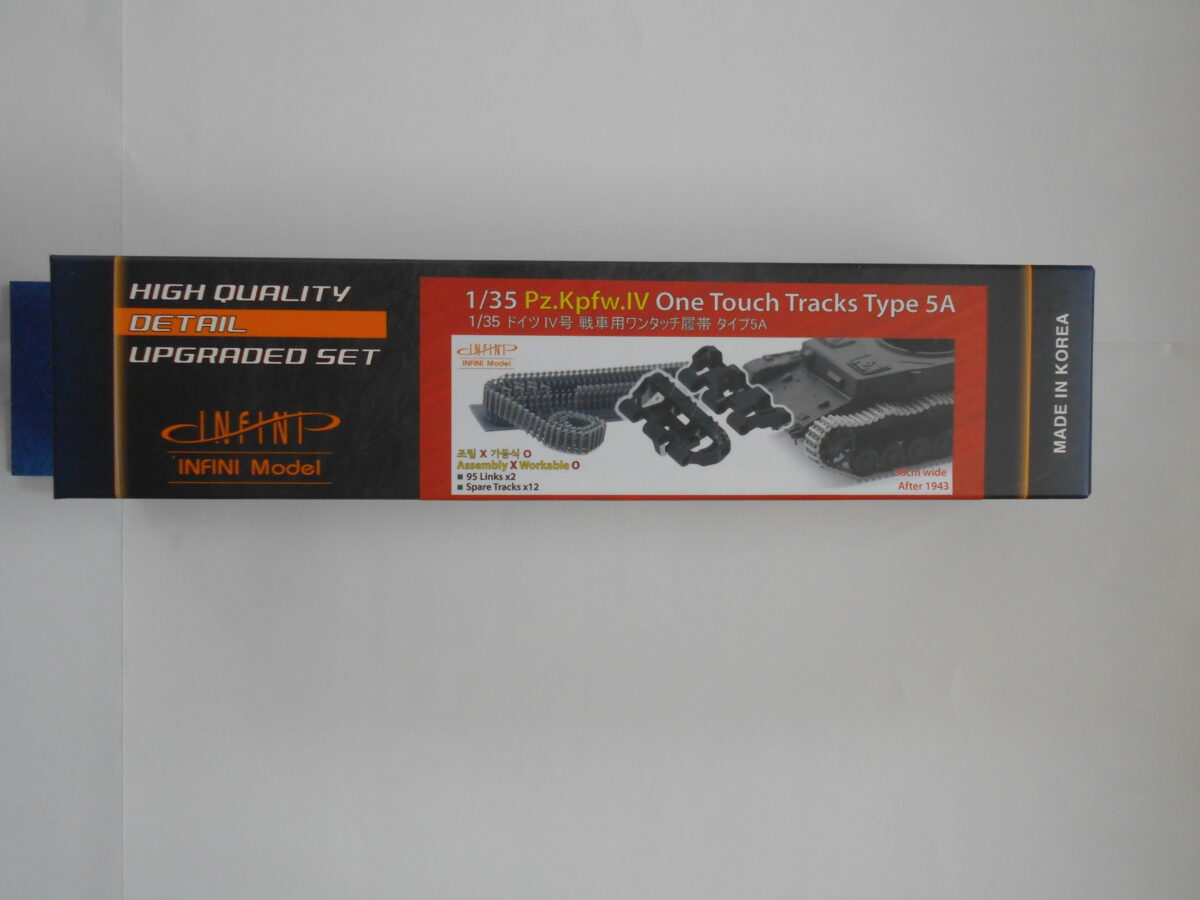 HIGH QUALITY
DETAIL
UPGRADED SET
INFINI
INFINI Model
1/35 Pz.Kpfw.IV One Touch Tracks Type 5A
1/35 ドイツ IV号 戦車用ワンタッチ履帯 タイプ5A
INFINI
INFINI Model
조립 X 가동식 O
Assembly X Workable O
■ 95 Links x2
■ Spare Tracks x12
cm wide
After 1943
MADE IN KOREA